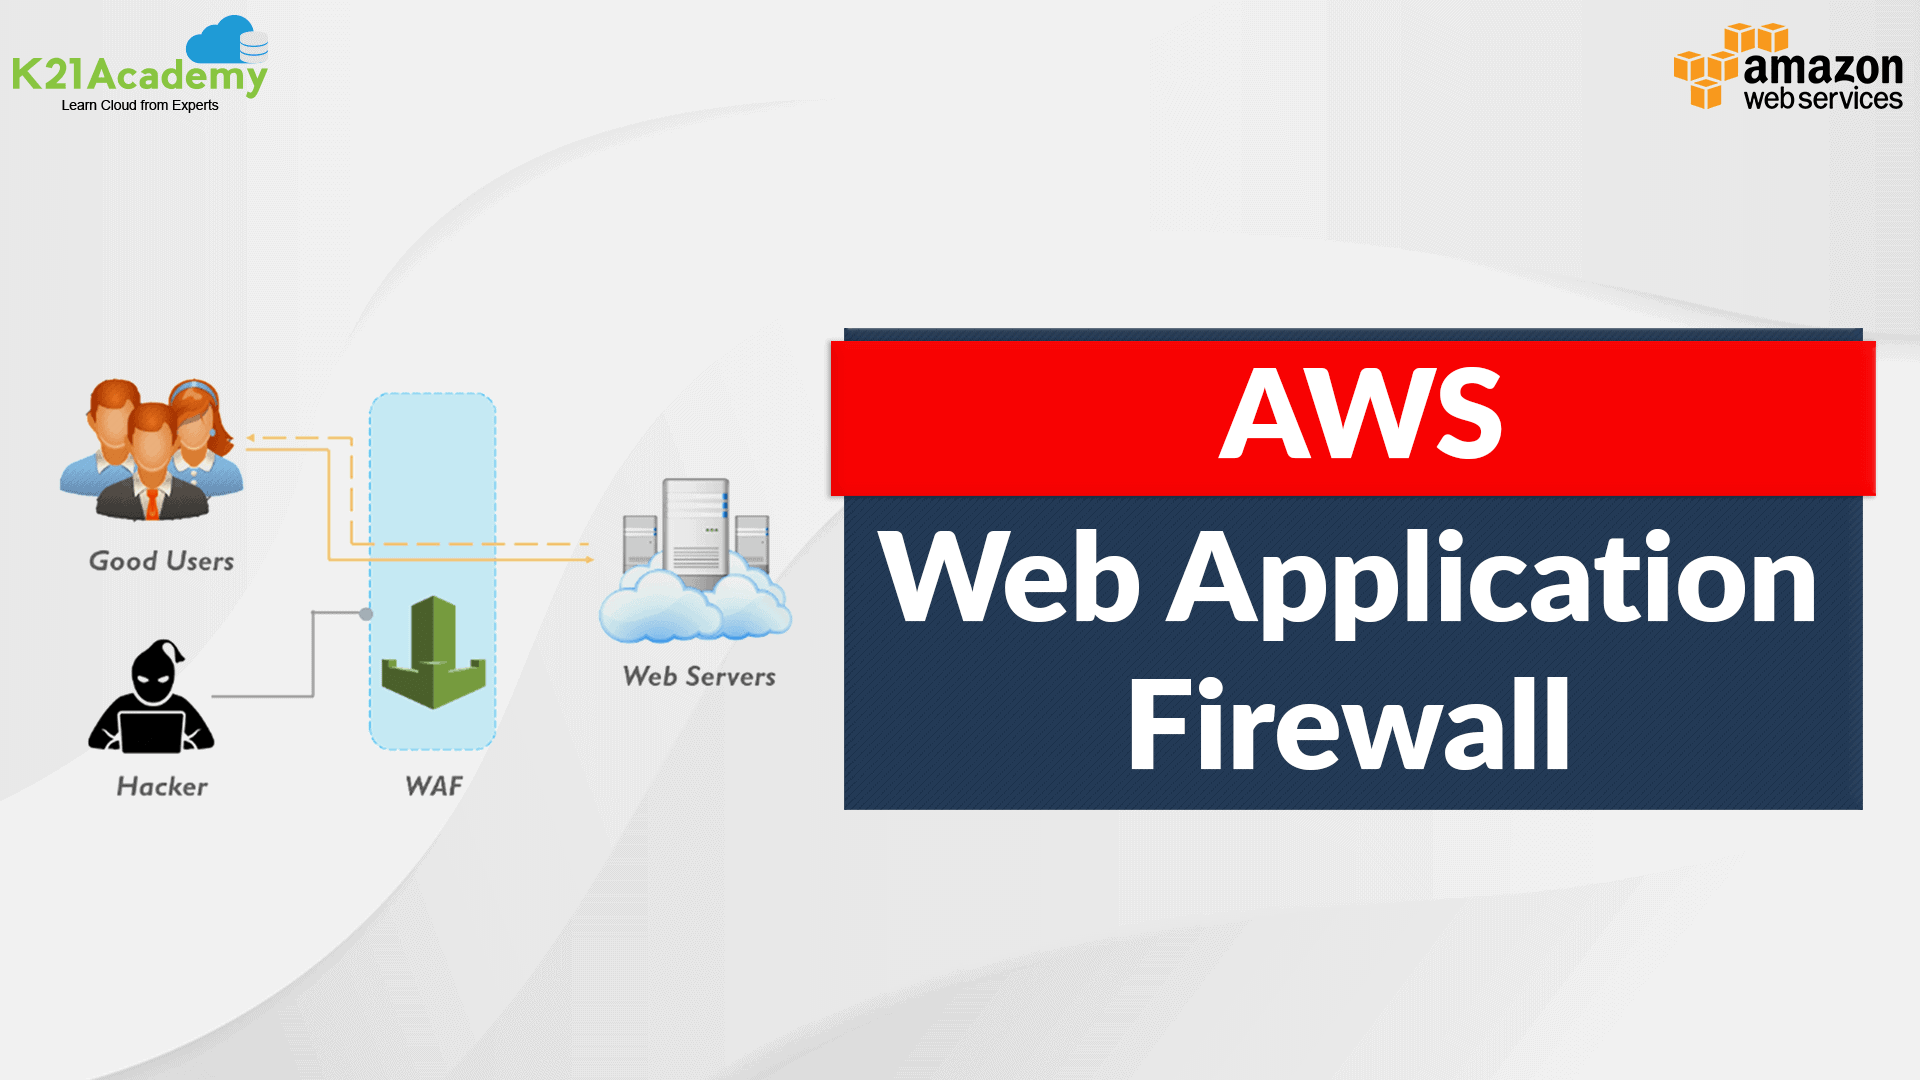 K21Academy
Learn Cloud from Experts
amazon
web services
AWS
Web Application
Firewall
Good Users
Hacker
WAF
Web Servers